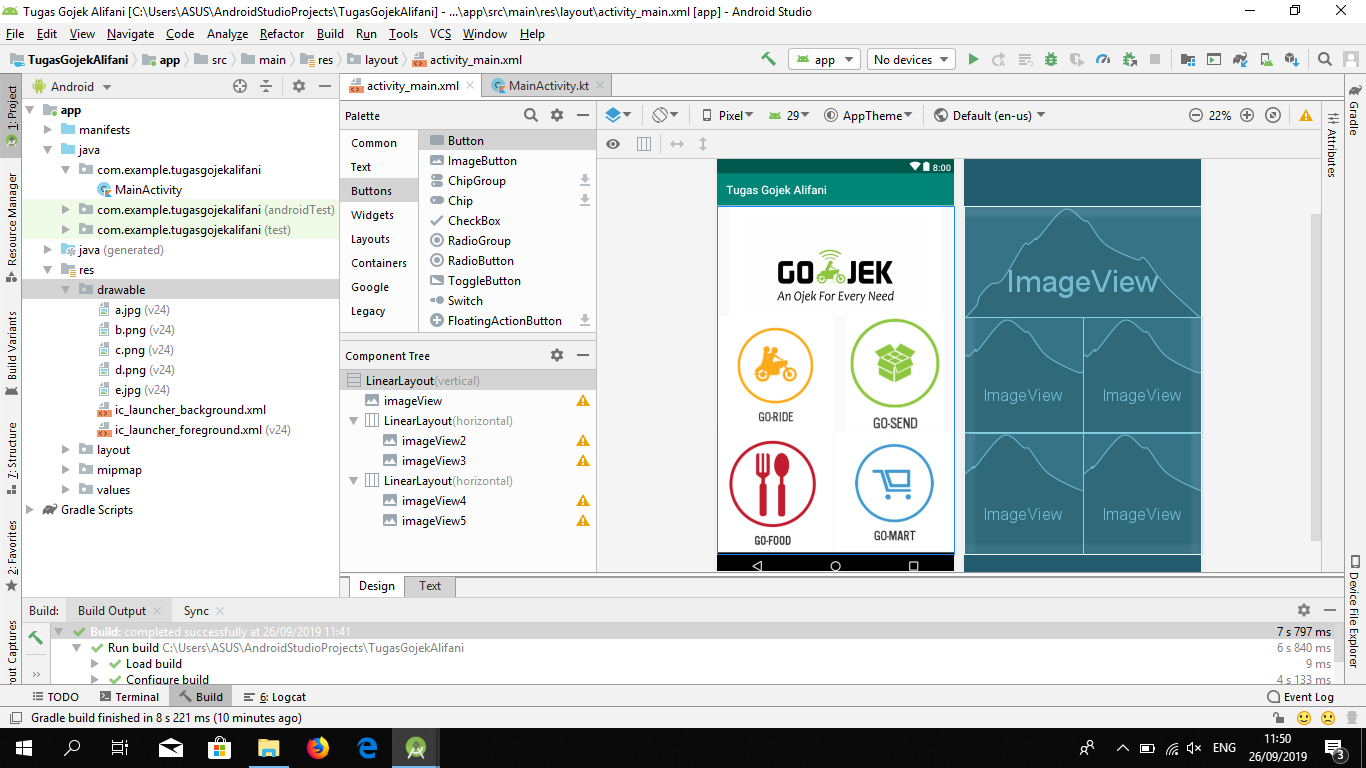 Tugas Gojek Alifani [C:\Users\ASUS\AndroidStudioProjects\TugasGojekAlifani] - ...\app\src\main\res\layout\activity_main.xml [app] - Android Studio
File Edit View Navigate Code Analyze Refactor Build Run Tools VCS Window Help
TugasGojekAlifani app src main res layout activity_main.xml
app No devices
1: Project
Resource Manager
Build Variants
7: Structure
2: Favorites
out Captures
Android
app
manifests
java
com.example.tugasgojekalifani
MainActivity
com.example.tugasgojekalifani (androidTest)
com.example.tugasgojekalifani (test)
java (generated)
res
drawable
a.jpg (v24)
b.png (v24)
c.png (v24)
d.png (v24)
e.jpg (v24)
ic_launcher_background.xml
ic_launcher_foreground.xml (v24)
layout
mipmap
values
Gradle Scripts
activity_main.xml MainActivity.kt
Palette
Common
Text
Buttons
Widgets
Layouts
Containers
Google
Legacy
Button
ImageButton
ChipGroup
Chip
CheckBox
RadioGroup
RadioButton
ToggleButton
Switch
FloatingActionButton
Component Tree
LinearLayout(vertical)
imageView
LinearLayout(horizontal)
imageView2
imageView3
LinearLayout(horizontal)
imageView4
imageView5
Pixel 29 AppTheme Default (en-us) 22%
8:00
Tugas Gojek Alifani
GO JEK
An Ojek For Every Need
GO-RIDE
GO-SEND
GO-FOOD
GO-MART
ImageView
ImageView ImageView
ImageView ImageView
Gradle
Attributes
Device File Explorer
Design Text
Build: Build Output Sync
Build: completed successfully at 26/09/2019 11:41 7 s 797 ms
Run build C:\Users\ASUS\AndroidStudioProjects\TugasGojekAlifani 6 s 840 ms
Load build 9 ms
Configure build 4 s 133 ms
TODO Terminal Build 6: Logcat Event Log
Gradle build finished in 8 s 221 ms (10 minutes ago)
ENG
11:50
26/09/2019
3